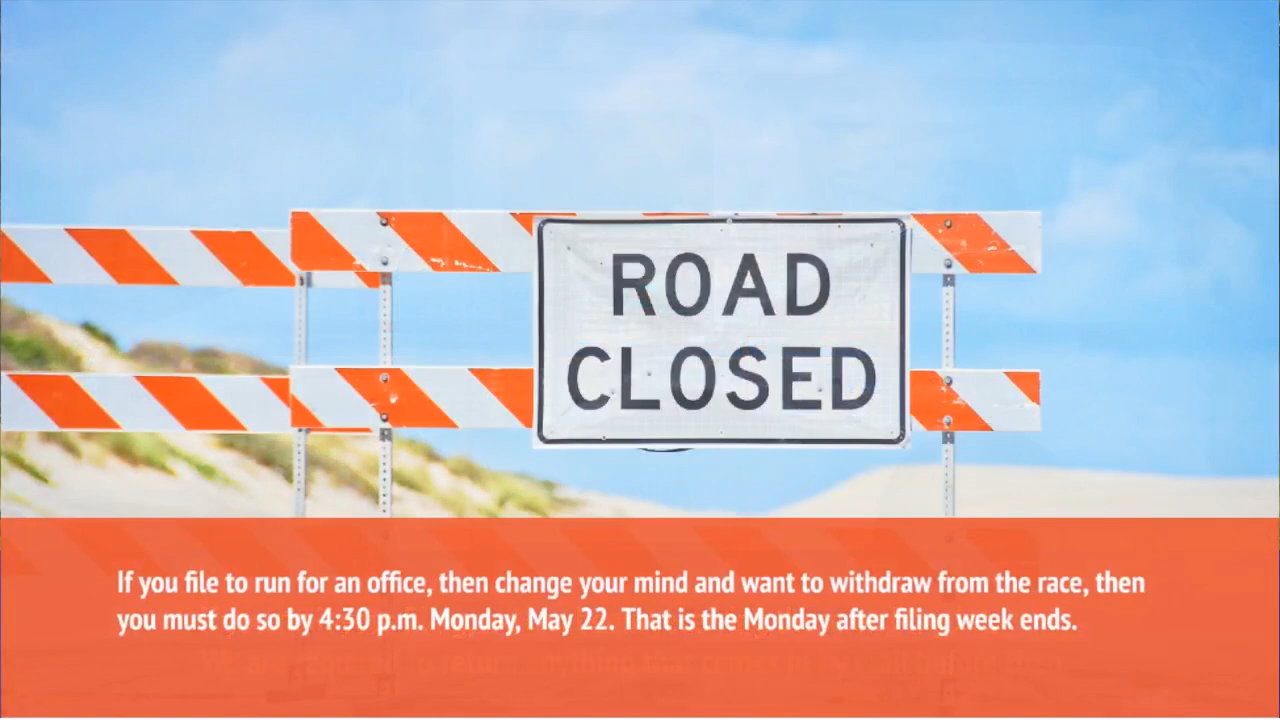 ROAD
CLOSED
If you file to run for an office, then change your mind and want to withdraw from the race, then
you must do so by 4:30 p.m. Monday, May 22. That is the Monday after filing week ends.